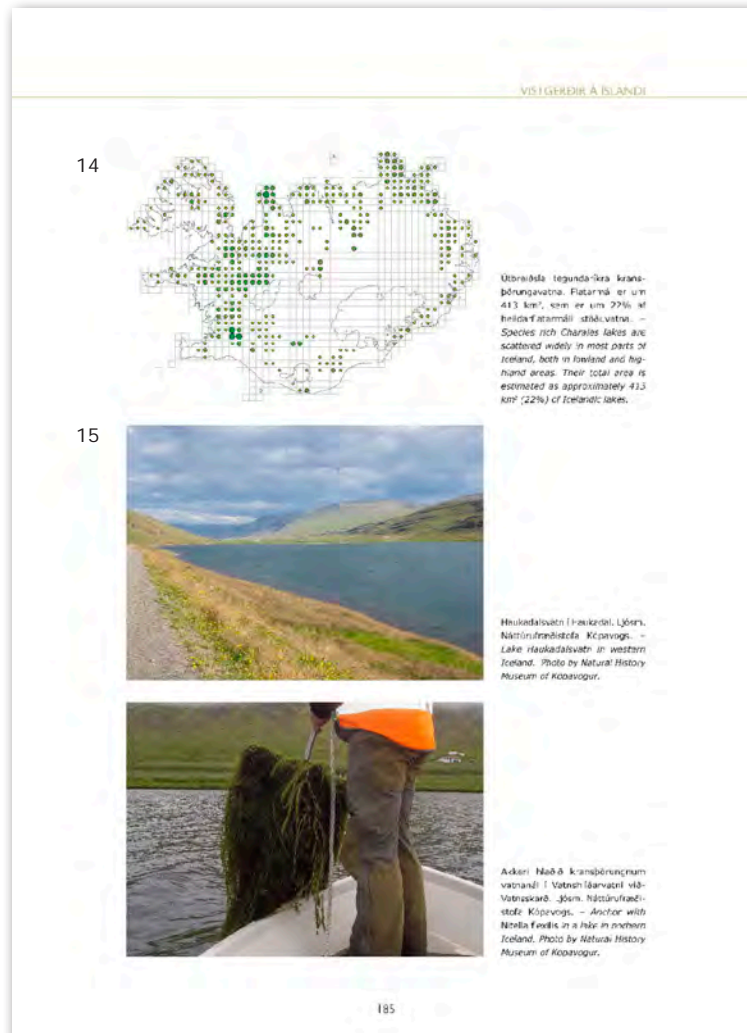 VISTGERÐIR Á ÍSLANDI
14
Útbreiðsla tegundaríkra krans-
þörungavatna. Flatarmál er um
413 km², sem er um 22% af
heildarflatarmáli stöðuvatna. –
Species rich Charales lakes are
scattered widely in most parts of
Iceland, both in lowland and hig-
hland areas. Their total area is
estimated as approximately 413
km² (22%) of Icelandic lakes.
15
Haukadalsvatn í Haukadal. Ljósm.
Náttúrufræðistofa Kópavogs. –
Lake Haukadalsvatn in western
Iceland. Photo by Natural History
Museum of Kopavogur.
Akkeri hlaðið kransþörungnum
vatnanál í Vatnshlíðarvatni við
Vatnsskarð. Ljósm. Náttúrufræði-
stofa Kópavogs. – Anchor with
Nitella flexilis in a lake in northern
Iceland. Photo by Natural History
Museum of Kopavogur.
185